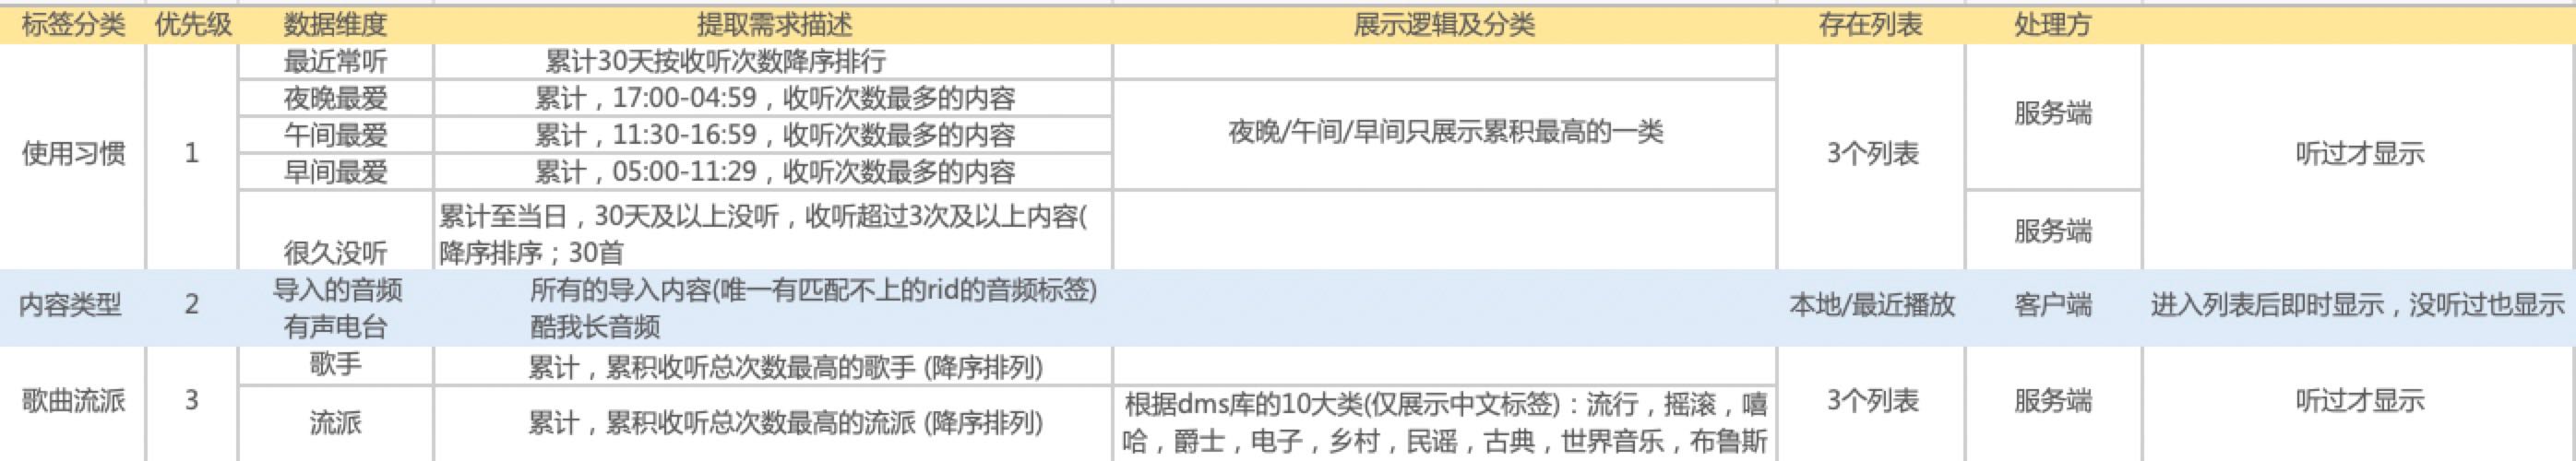 标签分类 优先级 数据维度 提取需求描述 展示逻辑及分类 存在列表 处理方
使用习惯 1 最近常听 累计30天按收听次数降序排行 3个列表 服务端 听过才显示
夜晚最爱 累计，17:00-04:59，收听次数最多的内容 夜晚/午间/早间只展示累积最高的一类
午间最爱 累计，11:30-16:59，收听次数最多的内容
早间最爱 累计，05:00-11:29，收听次数最多的内容
很久没听 累计至当日，30天及以上没听，收听超过3次及以上内容(
降序排序；30首 服务端
内容类型 2 导入的音频 所有的导入内容(唯一有匹配不上的rid的音频标签) 本地/最近播放 客户端 进入列表后即时显示，没听过也显示
有声电台 酷我长音频
歌曲流派 3 歌手 累计，累积收听总次数最高的歌手 (降序排列) 3个列表 服务端 听过才显示
流派 累计，累积收听总次数最高的流派 (降序排列) 根据dms库的10大类(仅展示中文标签)：流行，摇滚，嘻
哈，爵士，电子，乡村，民谣，古典，世界音乐，布鲁斯